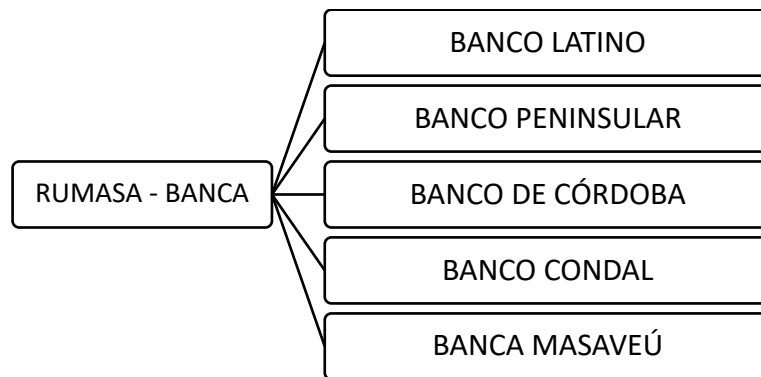 BANCO LATINO
BANCO PENINSULAR
RUMASA - BANCA
BANCO DE CÓRDOBA
BANCO CONDAL
BANCA MASAVEÚ